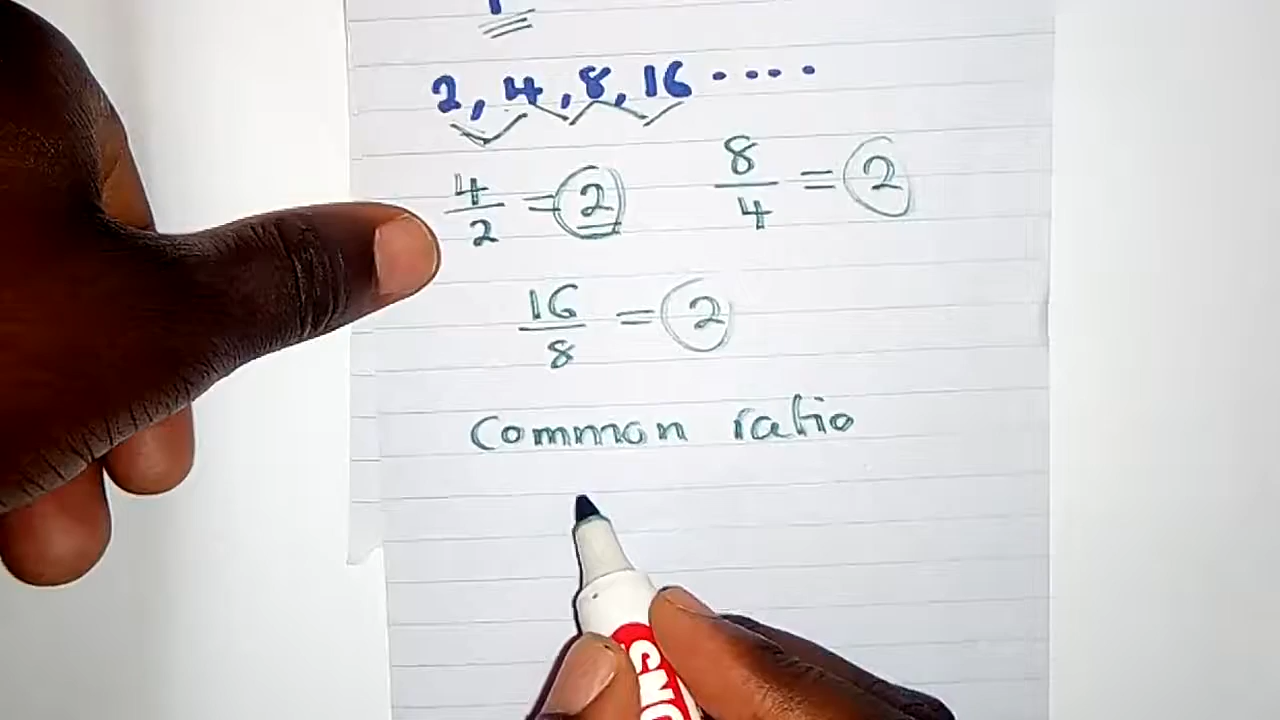 2, 4, 8, 16 ....
4/2 = 2 8/4 = 2
16/8 = 2
Common ratio